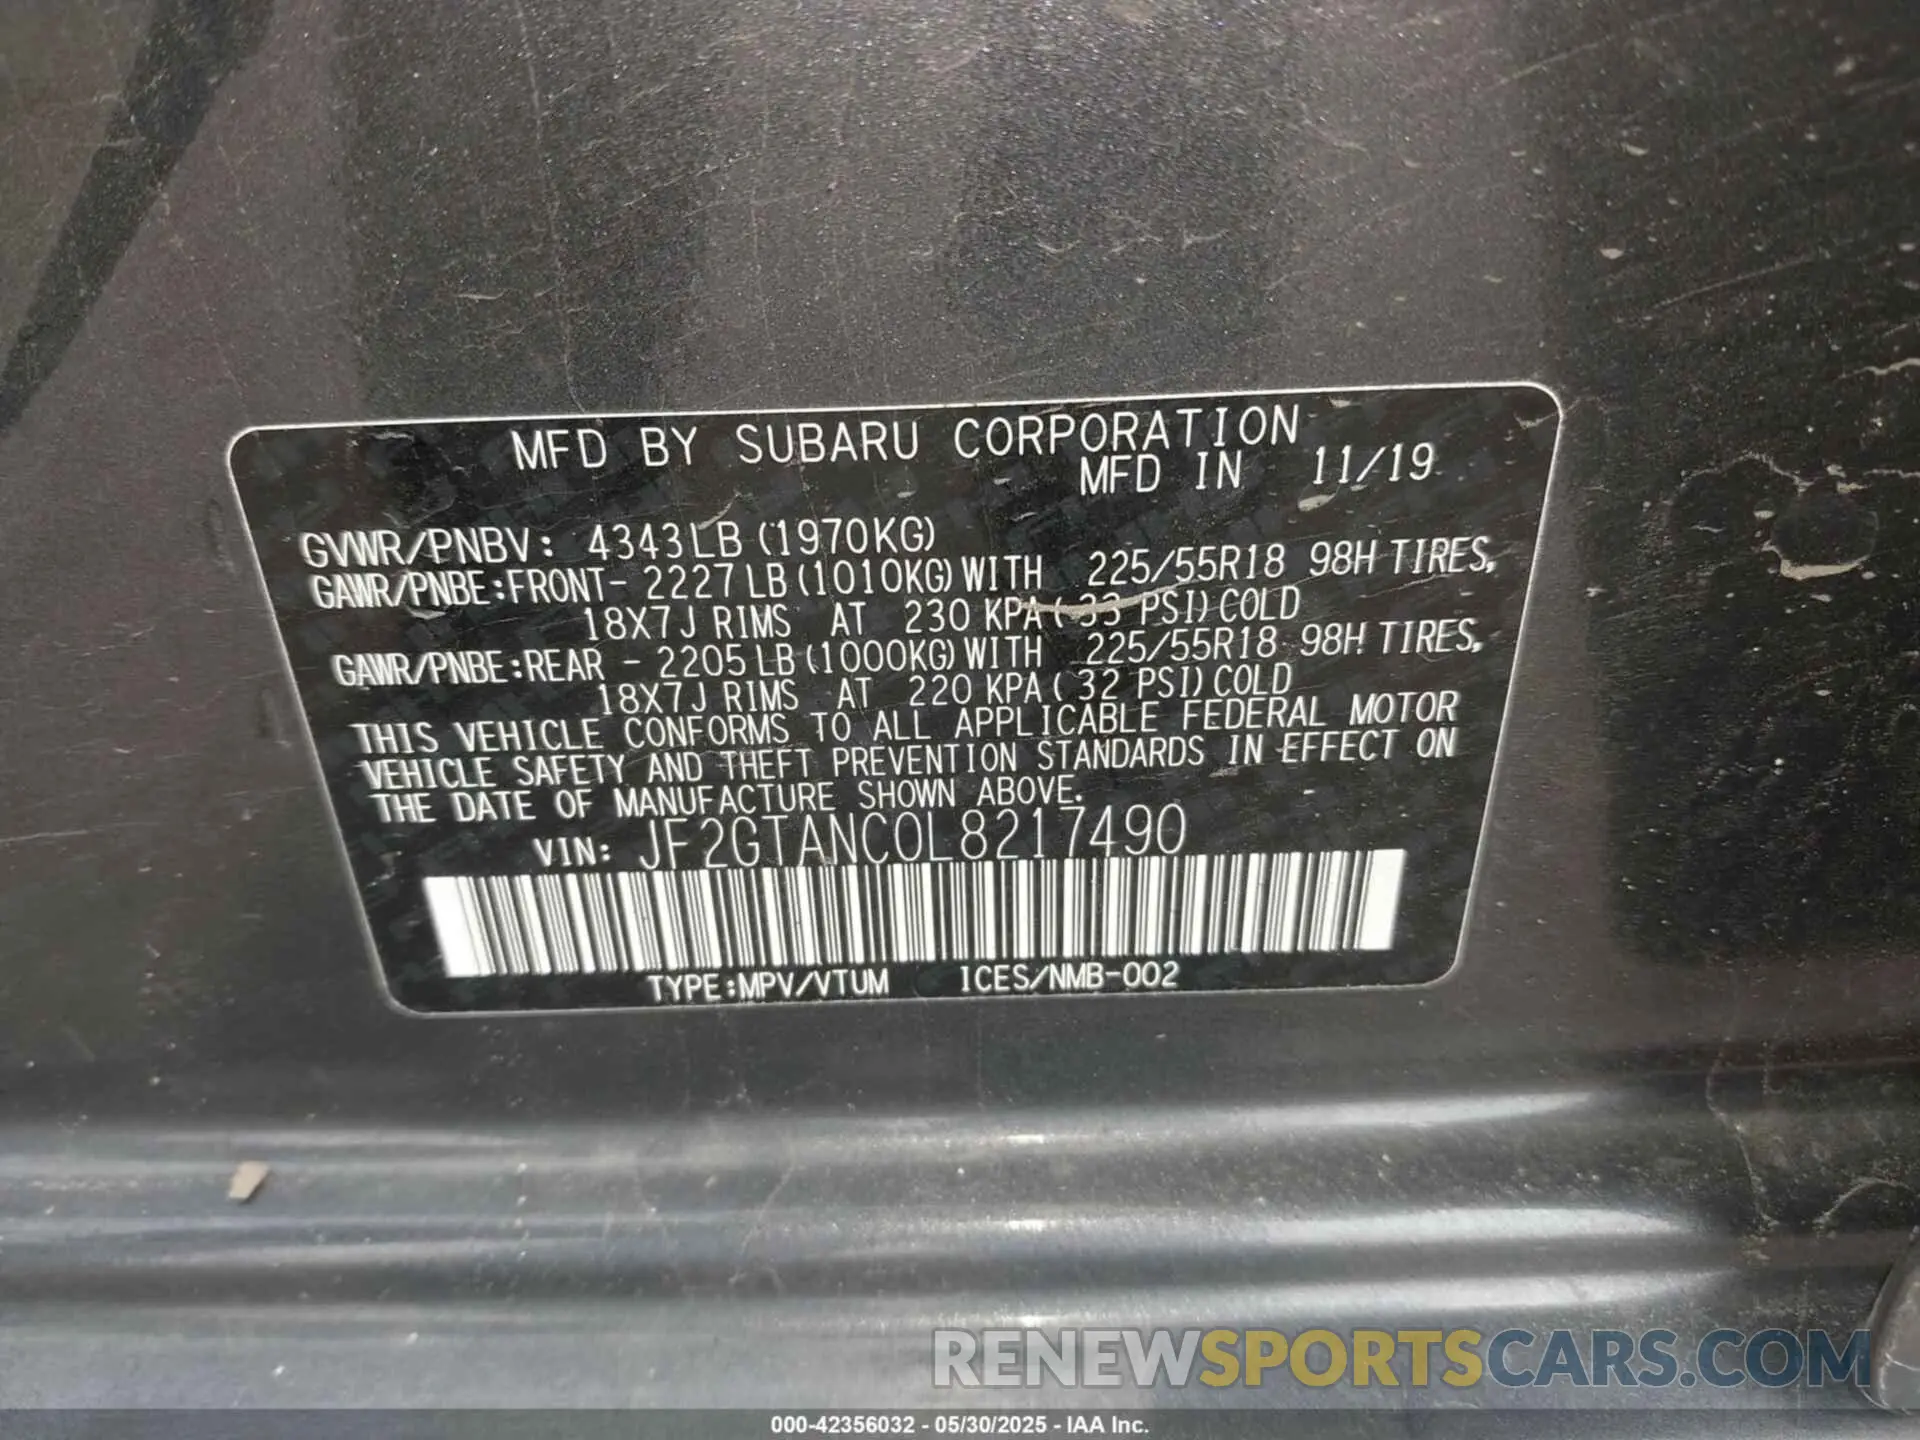 MFD BY SUBARU CORPORATION
MFD IN 11/19
GVWR/PNBV: 4343LB (1970KG)
GAWR/PNBE:FRONT- 2227LB (1010KG) WITH 225/55R18 98H TIRES,
18X7J RIMS AT 230 KPA ( 33 PSI) COLD
GAWR/PNBE:REAR - 2205LB (1000KG) WITH 225/55R18 98H TIRES,
18X7J RIMS AT 220 KPA ( 32 PSI) COLD
THIS VEHICLE CONFORMS TO ALL APPLICABLE FEDERAL MOTOR
VEHICLE SAFETY AND THEFT PREVENTION STANDARDS IN EFFECT ON
THE DATE OF MANUFACTURE SHOWN ABOVE.
VIN: JF2GTANC0L8217490
TYPE:MPV/VTUM ICES/NMB-002
RENEWSPORTSCARS.COM
000-42356032 - 05/30/2025 - IAA Inc.